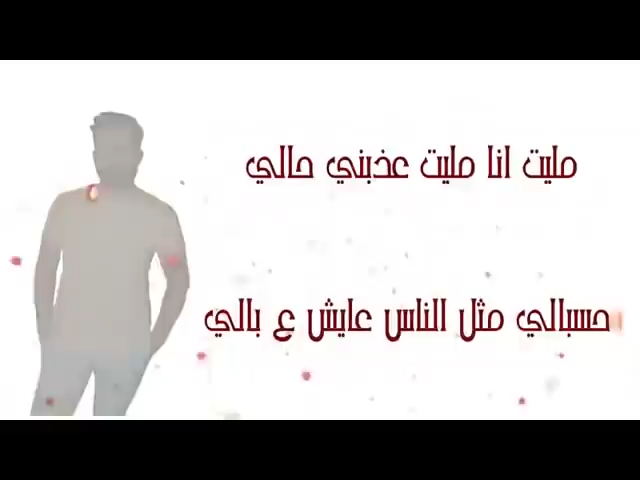 مليت انا مليت عذبني حالي
حسبالي مثل الناس عايش ع بالي